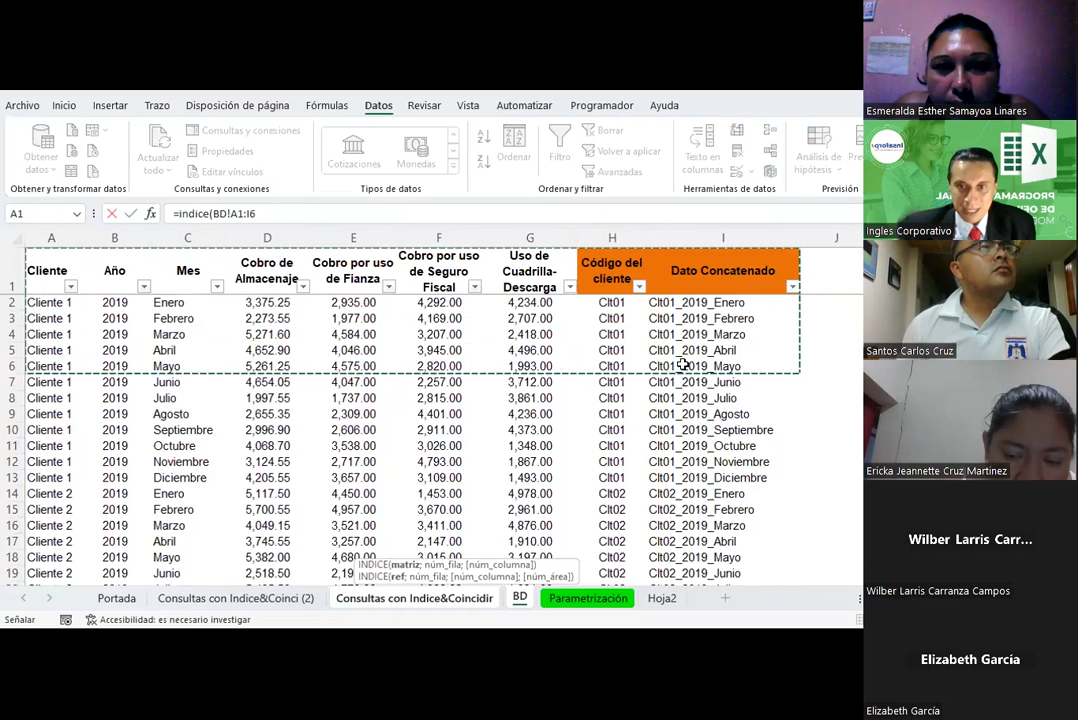 Archivo Inicio Insertar Trazo Disposición de página Fórmulas Datos Revisar Vista Automatizar Programador Ayuda
Obtener datos
Actualizar todo
Consultas y conexiones
Propiedades
Editar vínculos
Cotizaciones Monedas
Ordenar
Filtro
Borrar
Volver a aplicar
Avanzadas
Texto en columnas
Análisis de hipótesis
Obtener y transformar datos Consultas y conexiones Tipos de datos Ordenar y filtrar Herramientas de datos Previsión
A1 fx =indice(BD!A1:I6
A B C D E F G H I J
1 Cliente Año Mes Cobro de Almacenaje Cobro por uso de Fianza Cobro por uso de Seguro Fiscal Uso de Cuadrilla-Descarga Código del cliente Dato Concatenado
2 Cliente 1 2019 Enero 3,375.25 2,935.00 4,292.00 4,234.00 Clt01 Clt01_2019_Enero
3 Cliente 1 2019 Febrero 2,273.55 1,977.00 4,169.00 2,707.00 Clt01 Clt01_2019_Febrero
4 Cliente 1 2019 Marzo 5,271.60 4,584.00 3,207.00 2,418.00 Clt01 Clt01_2019_Marzo
5 Cliente 1 2019 Abril 4,652.90 4,046.00 3,945.00 4,496.00 Clt01 Clt01_2019_Abril
6 Cliente 1 2019 Mayo 5,261.25 4,575.00 2,820.00 1,993.00 Clt01 Clt01_2019_Mayo
7 Cliente 1 2019 Junio 4,654.05 4,047.00 2,257.00 3,712.00 Clt01 Clt01_2019_Junio
8 Cliente 1 2019 Julio 1,997.55 1,737.00 2,815.00 3,861.00 Clt01 Clt01_2019_Julio
9 Cliente 1 2019 Agosto 2,655.35 2,309.00 4,401.00 4,236.00 Clt01 Clt01_2019_Agosto
10 Cliente 1 2019 Septiembre 2,996.90 2,606.00 2,911.00 4,373.00 Clt01 Clt01_2019_Septiembre
11 Cliente 1 2019 Octubre 4,068.70 3,538.00 3,026.00 1,348.00 Clt01 Clt01_2019_Octubre
12 Cliente 1 2019 Noviembre 3,124.55 2,717.00 4,793.00 1,867.00 Clt01 Clt01_2019_Noviembre
13 Cliente 1 2019 Diciembre 4,205.55 3,657.00 3,109.00 1,493.00 Clt01 Clt01_2019_Diciembre
14 Cliente 2 2019 Enero 5,117.50 4,450.00 1,453.00 4,978.00 Clt02 Clt02_2019_Enero
15 Cliente 2 2019 Febrero 5,700.55 4,957.00 3,670.00 2,961.00 Clt02 Clt02_2019_Febrero
16 Cliente 2 2019 Marzo 4,049.15 3,521.00 3,411.00 4,876.00 Clt02 Clt02_2019_Marzo
17 Cliente 2 2019 Abril 3,745.55 3,257.00 2,147.00 1,910.00 Clt02 Clt02_2019_Abril
18 Cliente 2 2019 Mayo 5,382.00 4,680.00 3,015.00 3,197.00 Clt02 Clt02_2019_Mayo
19 Cliente 2 2019 Junio 2,518.50 Clt02 Clt02_2019_Junio
INDICE(matriz; núm_fila; [núm_columna])
INDICE(ref; núm_fila; [núm_columna]; [núm_área])
Portada Consultas con Indice&Coinci (2) Consultas con Indice&Coincidir BD Parametrización Hoja2
Señalar Accesibilidad: es necesario investigar
Esmeralda Esther Samayoa Linares
Ingles Corporativo
Santos Carlos Cruz
Ericka Jeannette Cruz Martinez
Wilber Larris Carr...
Wilber Larris Carranza Campos
Elizabeth García
Elizabeth García